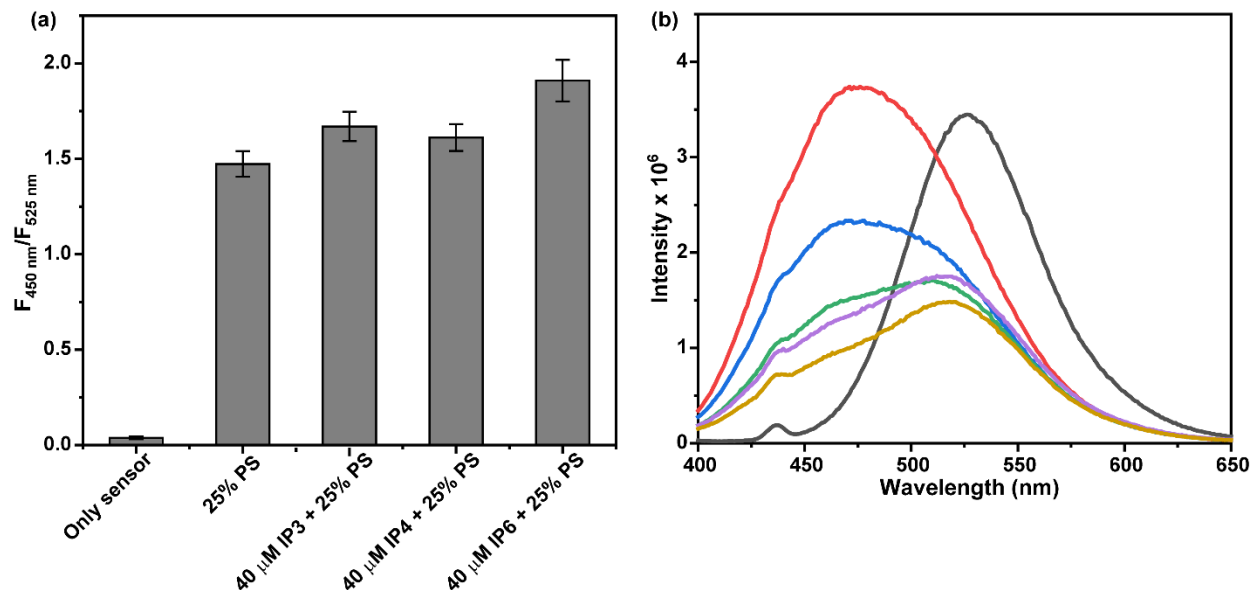 (a)
F450 nm/F525 nm
2.0
1.5
1.0
0.5
0.0
Only sensor
25% PS
40 μM IP3 + 25% PS
40 μM IP4 + 25% PS
40 μM IP6 + 25% PS
(b)
Intensity x 10⁶
4
3
2
1
0
400 450 500 550 600 650
Wavelength (nm)